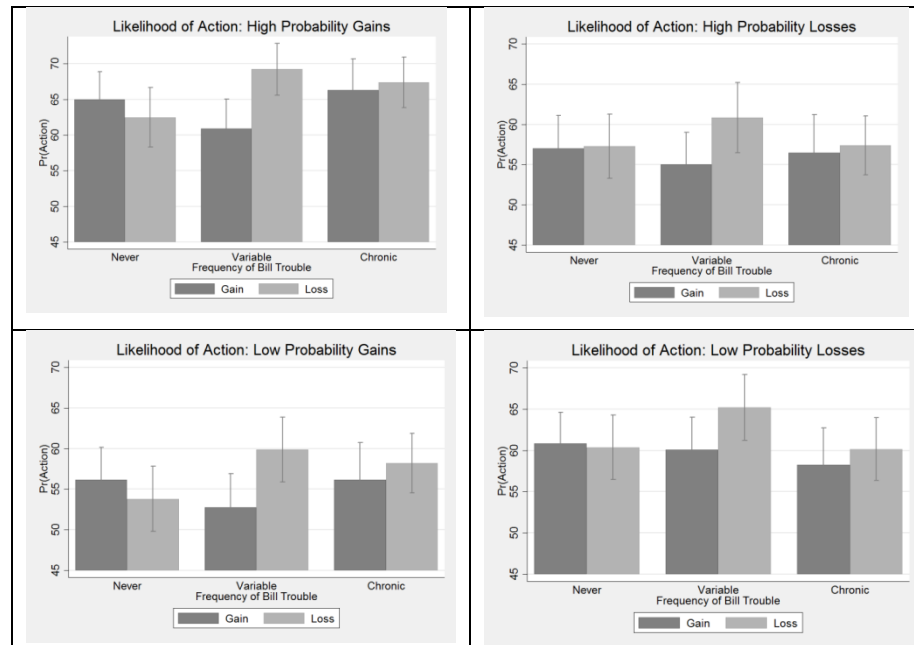 Likelihood of Action: High Probability Gains
Pr(Action)
70
65
60
55
50
45
Never
Variable
Chronic
Frequency of Bill Trouble
Gain
Loss
Likelihood of Action: High Probability Losses
Pr(Action)
70
65
60
55
50
45
Never
Variable
Chronic
Frequency of Bill Trouble
Gain
Loss
Likelihood of Action: Low Probability Gains
Pr(Action)
70
65
60
55
50
45
Never
Variable
Chronic
Frequency of Bill Trouble
Gain
Loss
Likelihood of Action: Low Probability Losses
Pr(Action)
70
65
60
55
50
45
Never
Variable
Chronic
Frequency of Bill Trouble
Gain
Loss